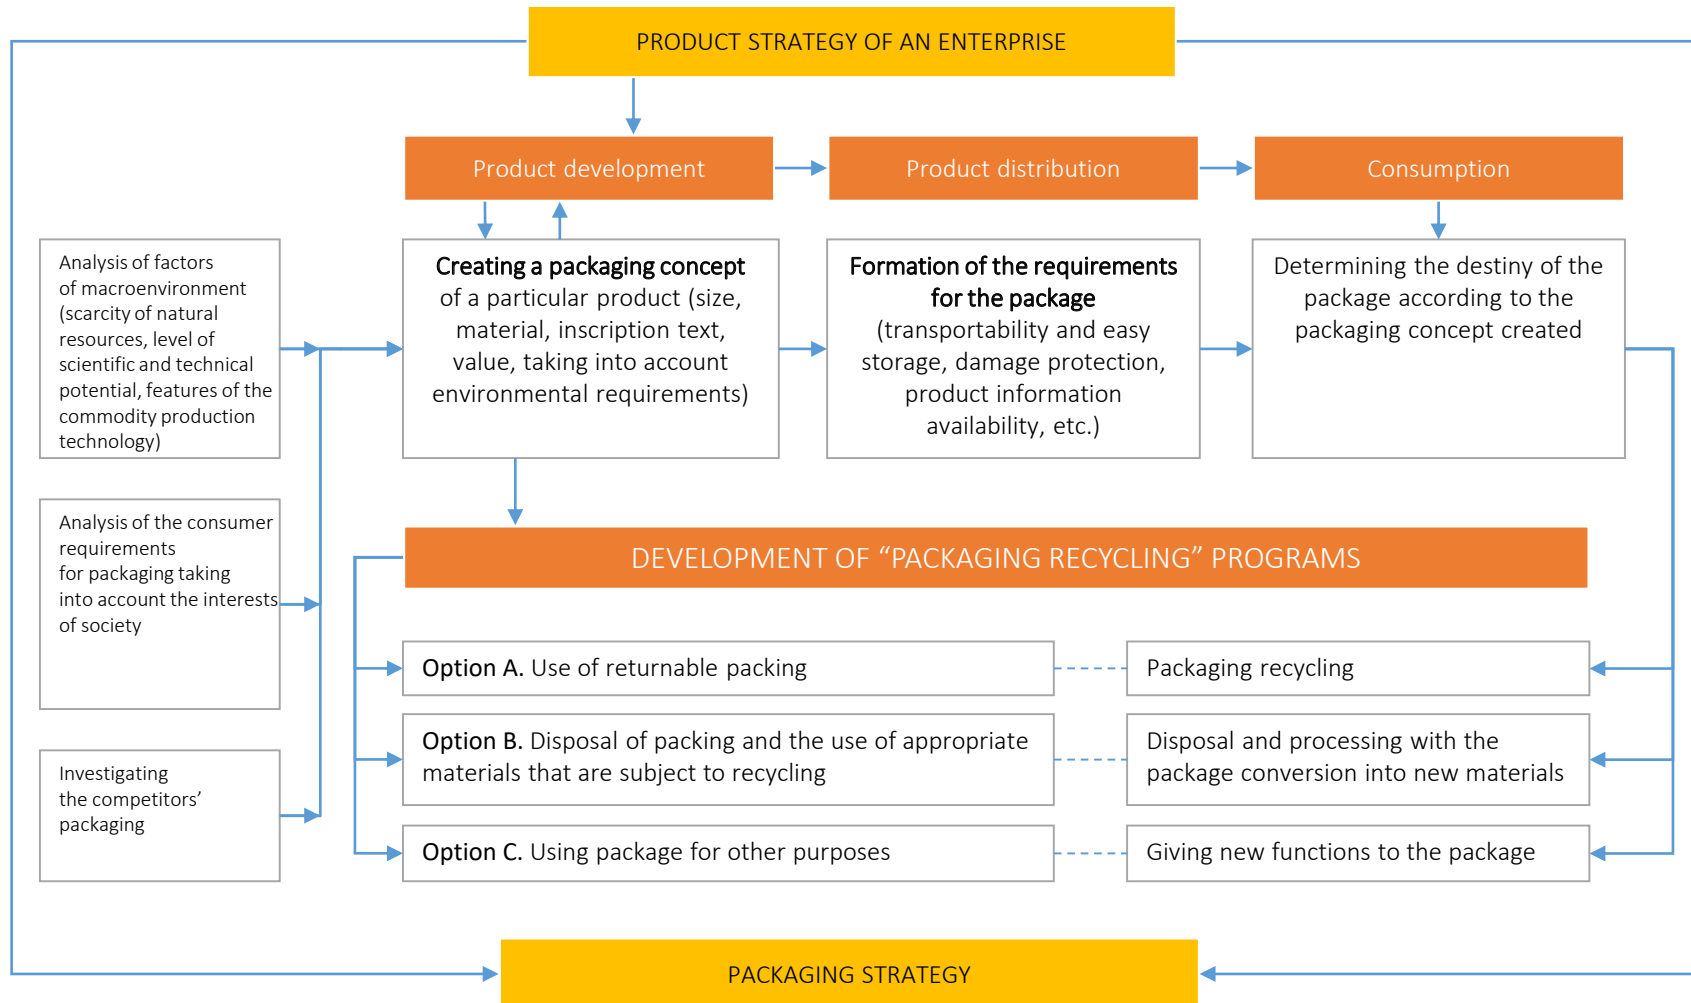 PRODUCT STRATEGY OF AN ENTERPRISE
Product development
Product distribution
Consumption
Analysis of factors
of macroenvironment
(scarcity of natural
resources, level of
scientific and technical
potential, features of the
commodity production
technology)
Creating a packaging concept
of a particular product (size,
material, inscription text,
value, taking into account
environmental requirements)
Formation of the requirements
for the package
(transportability and easy
storage, damage protection,
product information
availability, etc.)
Determining the destiny of the
package according to the
packaging concept created
Analysis of the consumer
requirements
for packaging taking
into account the interests
of society
Investigating
the competitors’
packaging
DEVELOPMENT OF “PACKAGING RECYCLING” PROGRAMS
Option A. Use of returnable packing
Packaging recycling
Option B. Disposal of packing and the use of appropriate
materials that are subject to recycling
Disposal and processing with the
package conversion into new materials
Option C. Using package for other purposes
Giving new functions to the package
PACKAGING STRATEGY